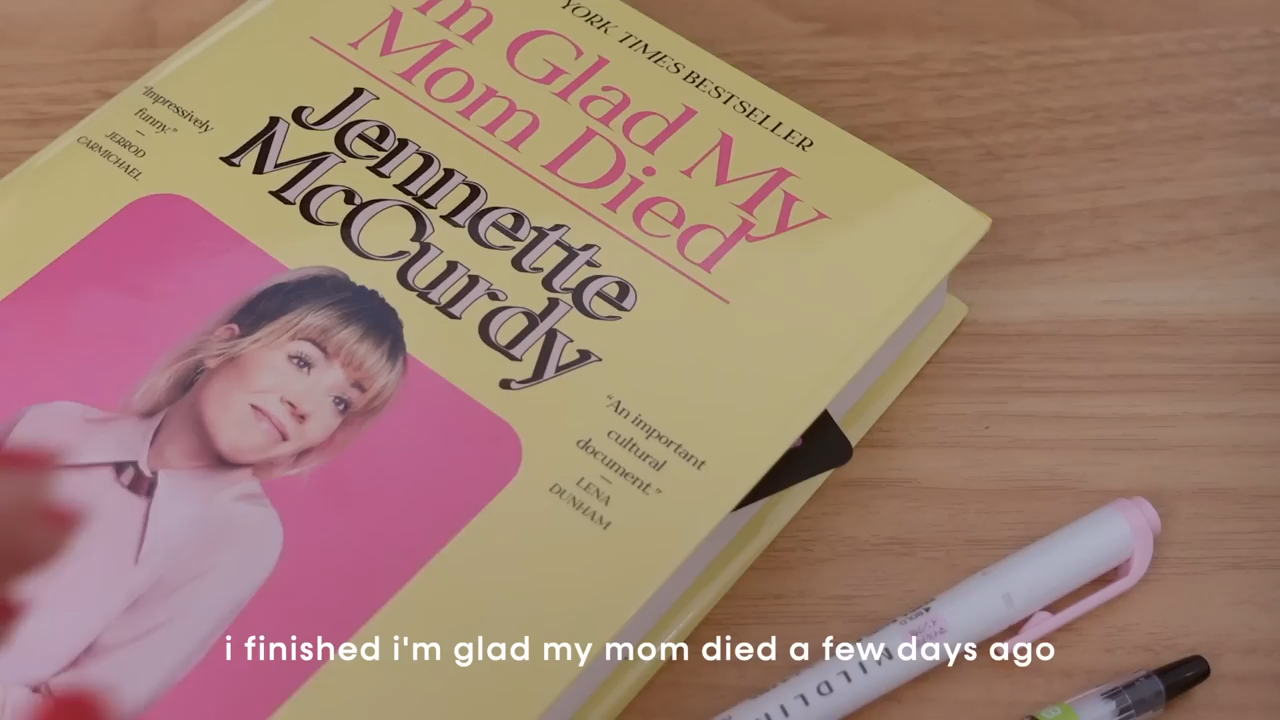 YORK TIMES BESTSELLER
m Glad My
Mom Died
Jennette
McCurdy
"Impressively
funny."
—
JERROD
CARMICHAEL
"An important
cultural
document."
—
LENA
DUNHAM
i finished i'm glad my mom died a few days ago